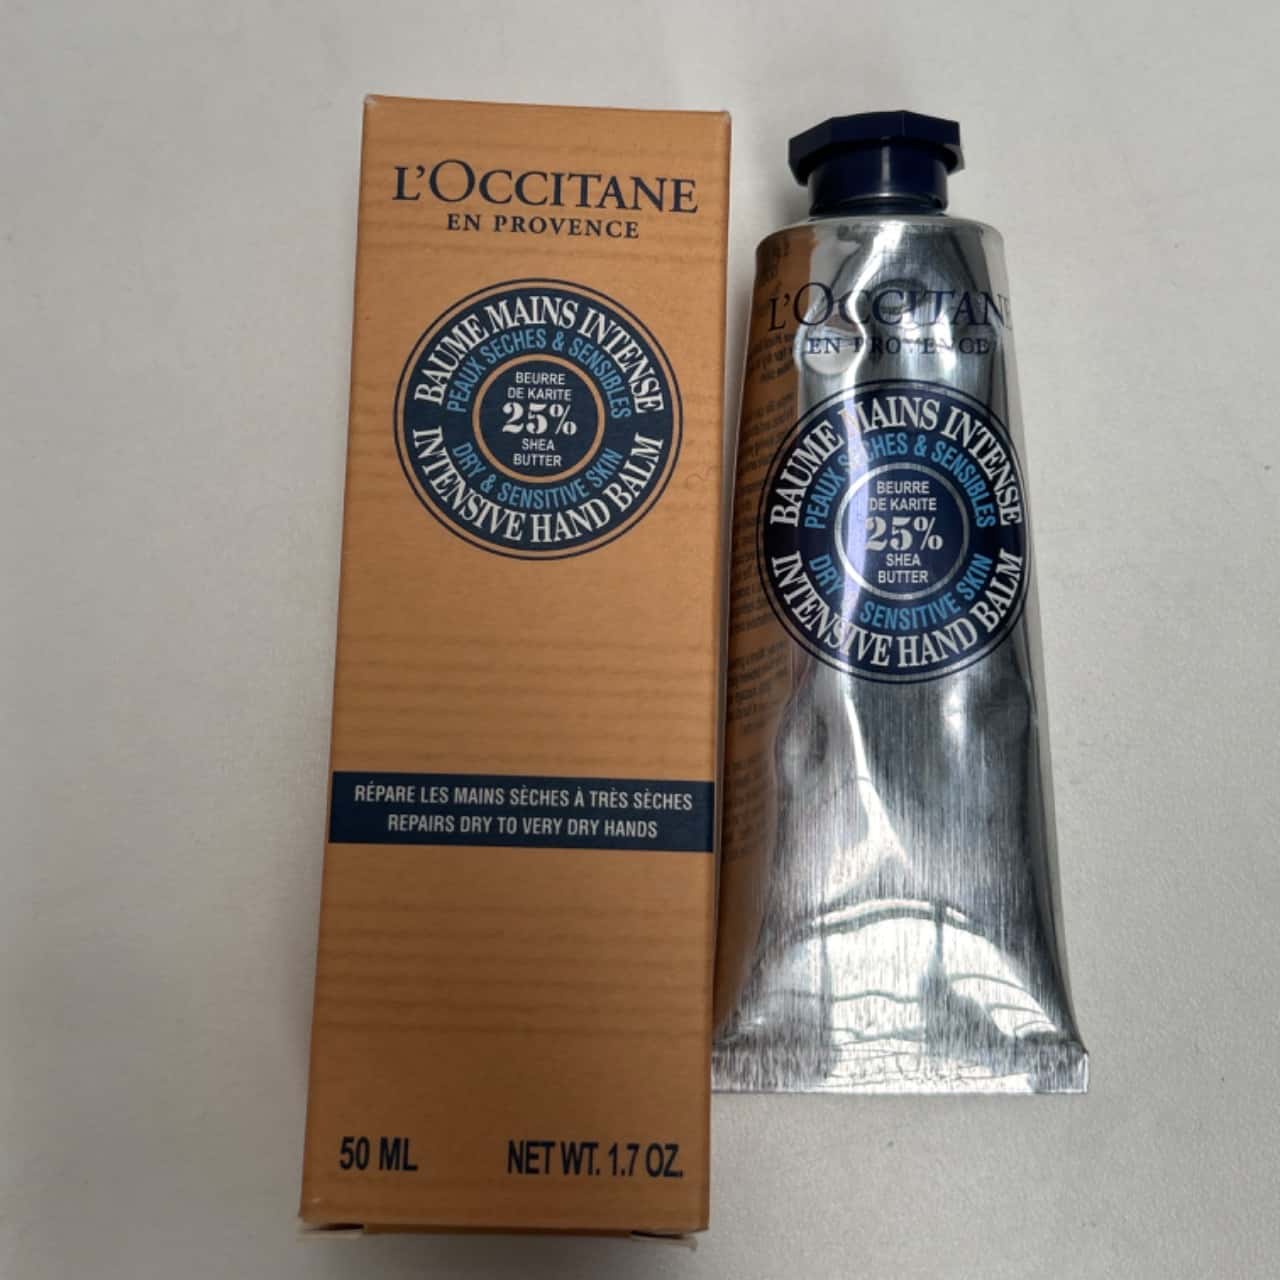 L'OCCITANE
EN PROVENCE
BAUME MAINS INTENSE
PEAUX SÈCHES & SENSIBLES
BEURRE
DE KARITE
25%
SHEA
BUTTER
DRY & SENSITIVE SKIN
INTENSIVE HAND BALM
RÉPARE LES MAINS SÈCHES À TRÈS SÈCHES
REPAIRS DRY TO VERY DRY HANDS
50 ML
NET WT. 1.7 OZ.
L'OCCITANE
EN PROVENCE
BAUME MAINS INTENSE
PEAUX SÈCHES & SENSIBLES
BEURRE
DE KARITE
25%
SHEA
BUTTER
DRY & SENSITIVE SKIN
INTENSIVE HAND BALM